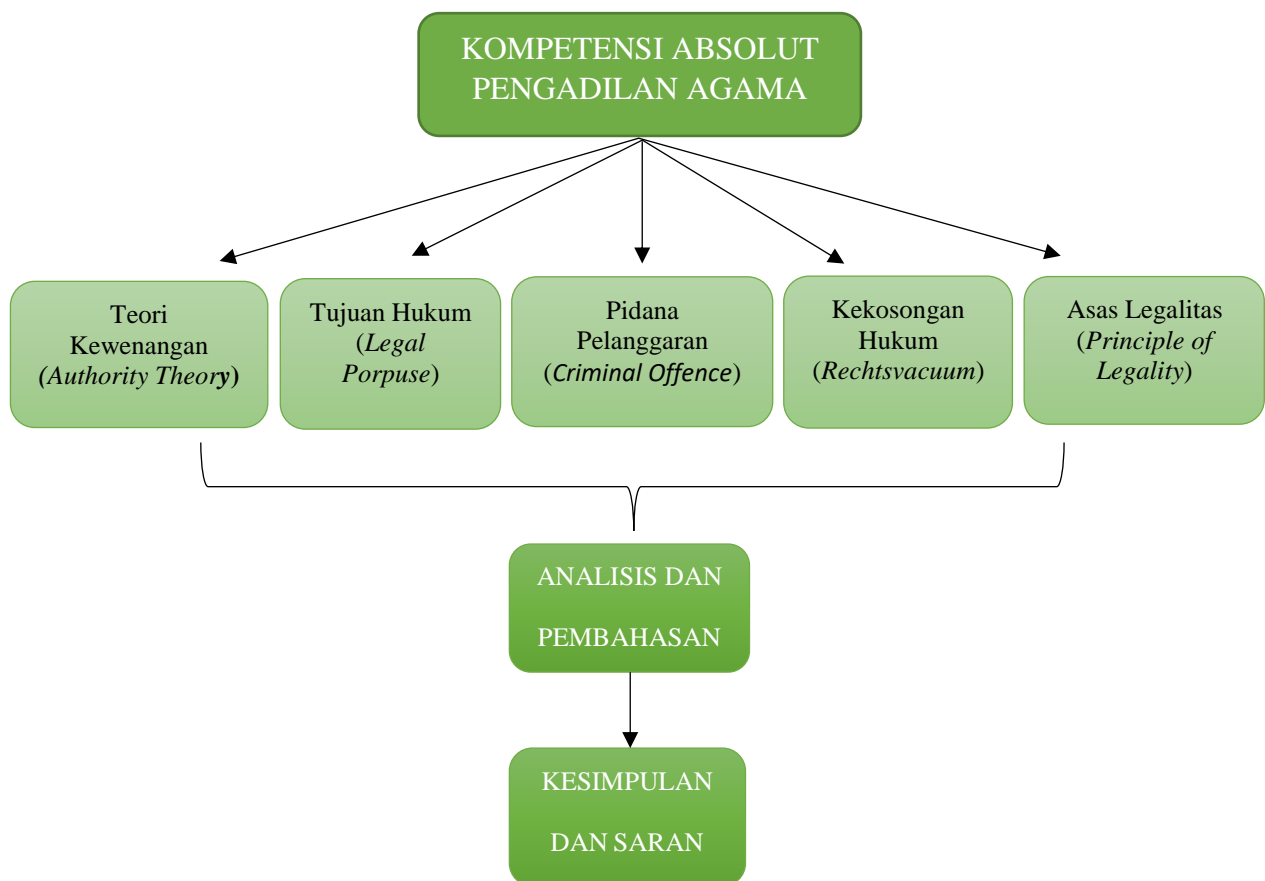 KOMPETENSI ABSOLUT
PENGADILAN AGAMA
Teori
Kewenangan
(Authority Theory)
Tujuan Hukum
(Legal
Porpuse)
Pidana
Pelanggaran
(Criminal Offence)
Kekosongan
Hukum
(Rechtsvacuum)
Asas Legalitas
(Principle of
Legality)
ANALISIS DAN
PEMBAHASAN
KESIMPULAN
DAN SARAN